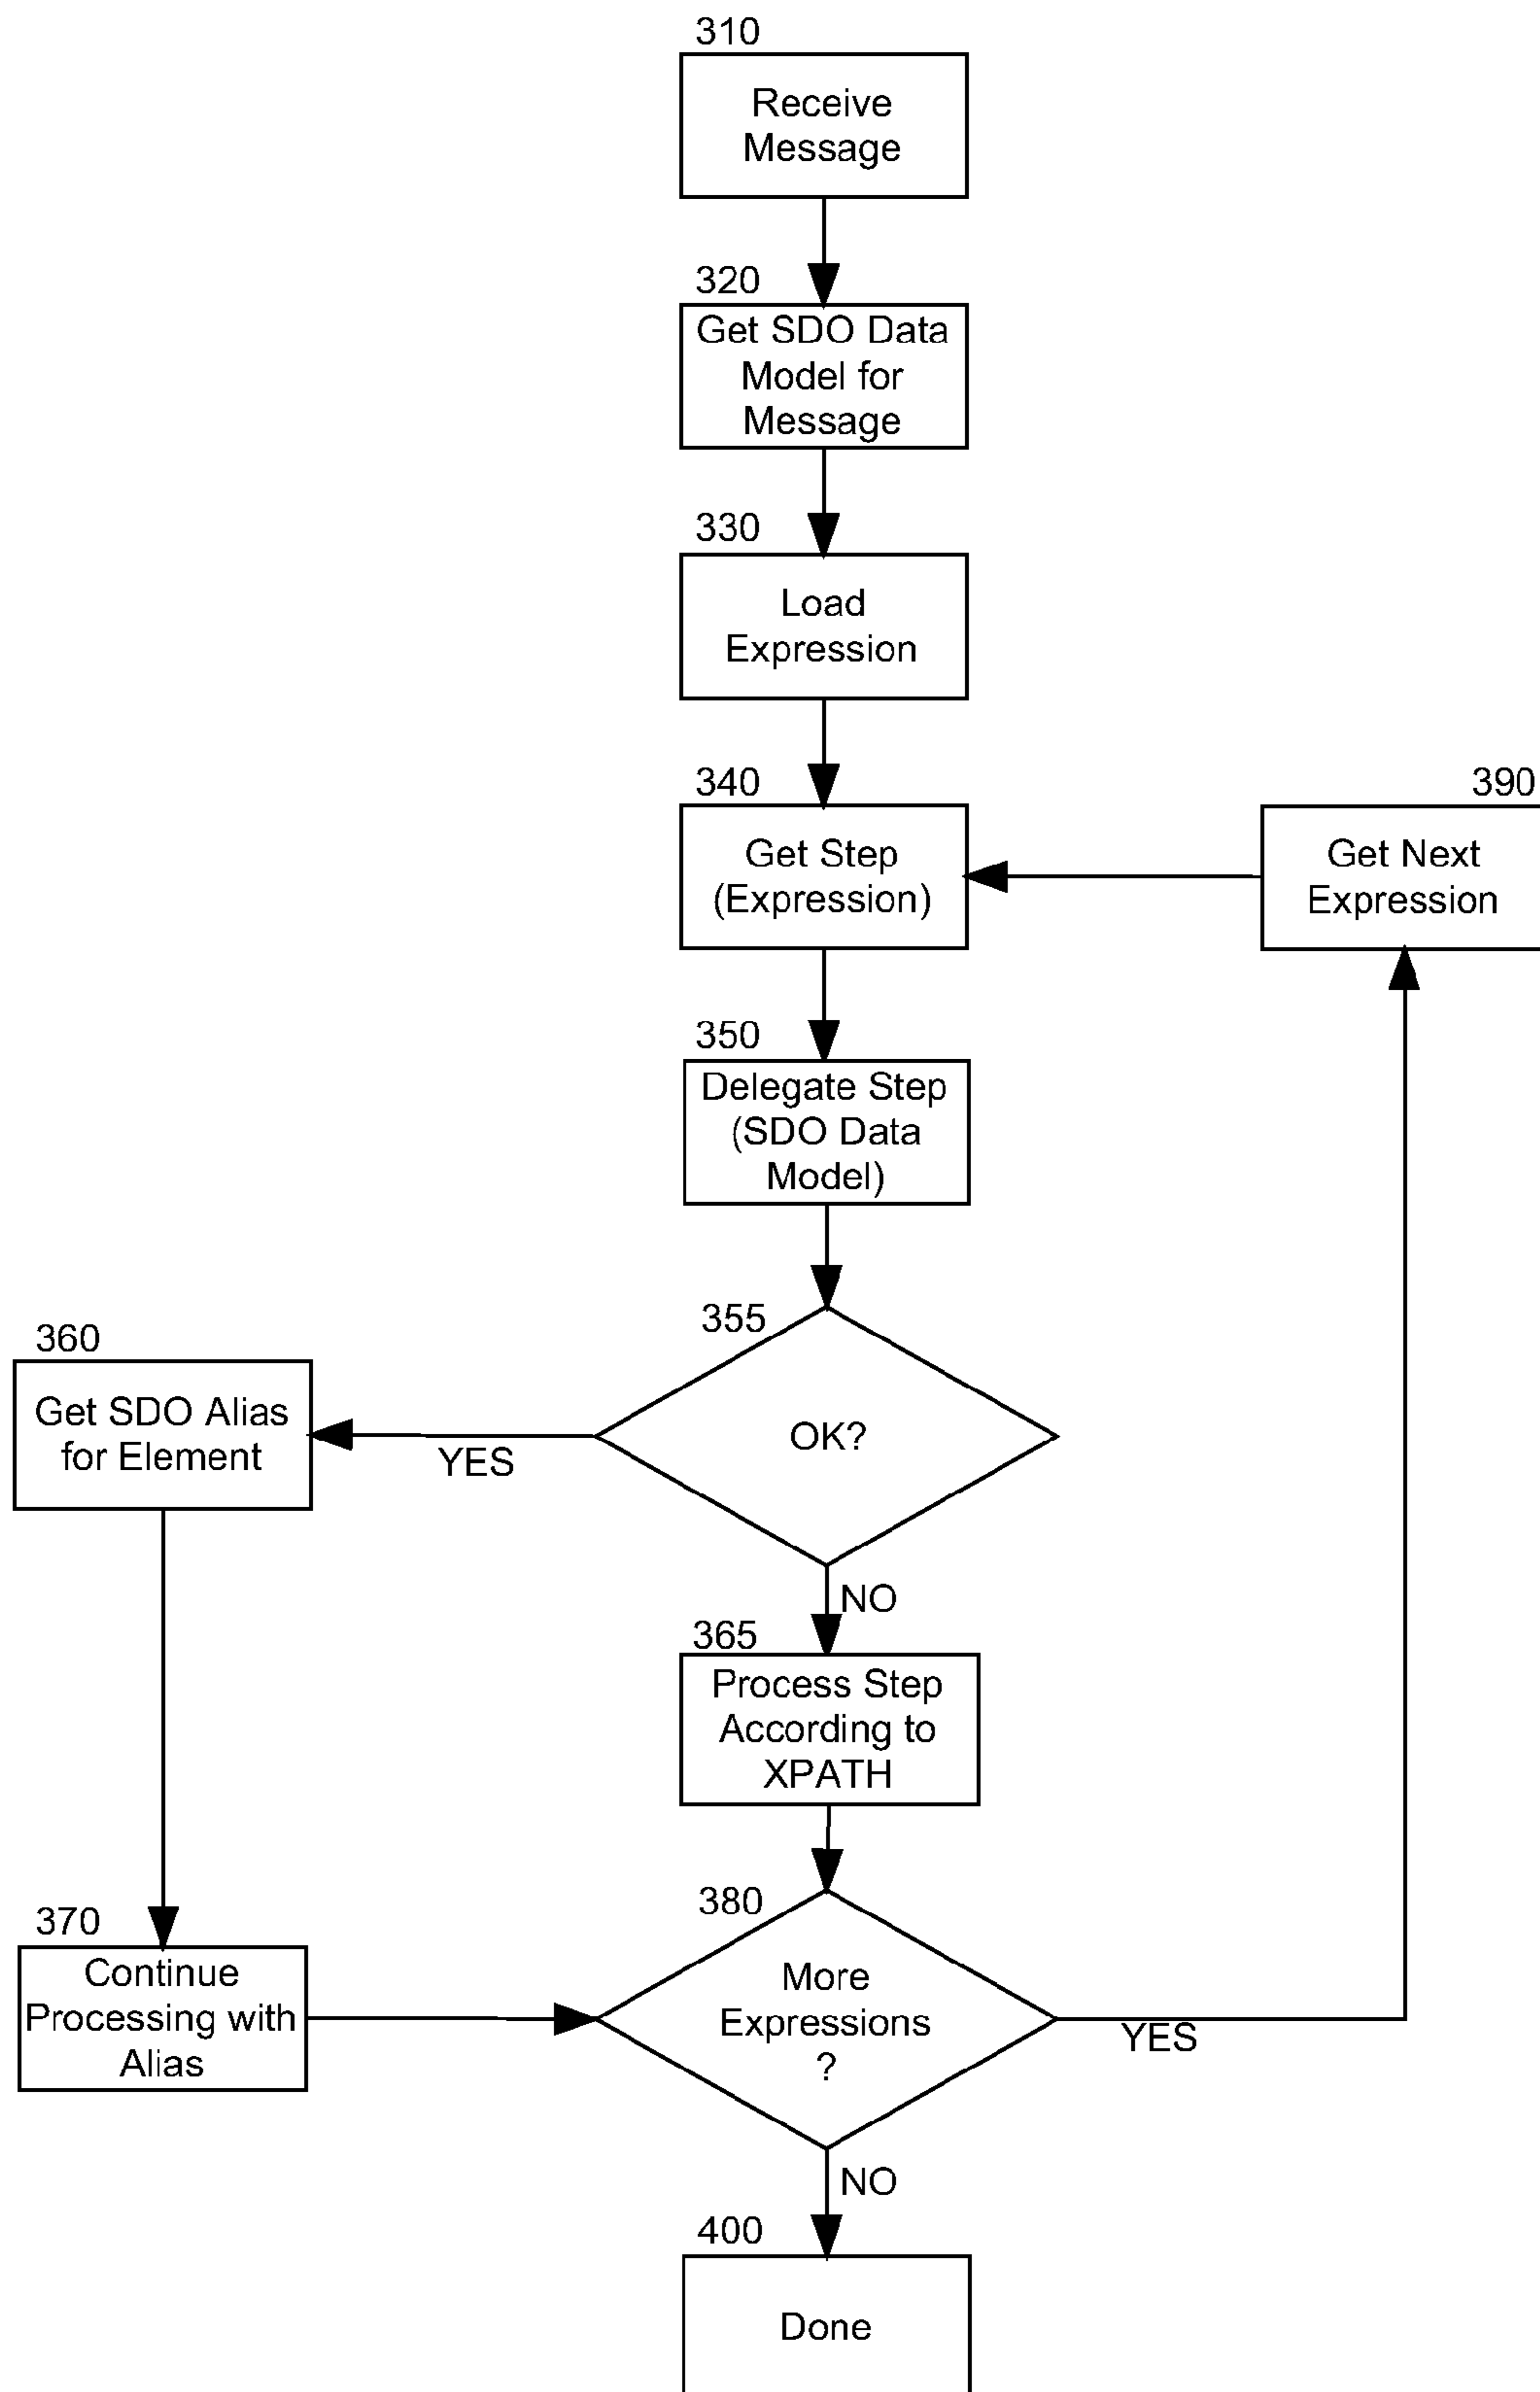 310
Receive
Message
320
Get SDO Data
Model for
Message
330
Load
Expression
340
Get Step
(Expression)
390
Get Next
Expression
350
Delegate Step
(SDO Data
Model)
355
OK?
YES
NO
360
Get SDO Alias
for Element
365
Process Step
According to
XPATH
370
Continue
Processing with
Alias
380
More
Expressions
?
YES
NO
400
Done